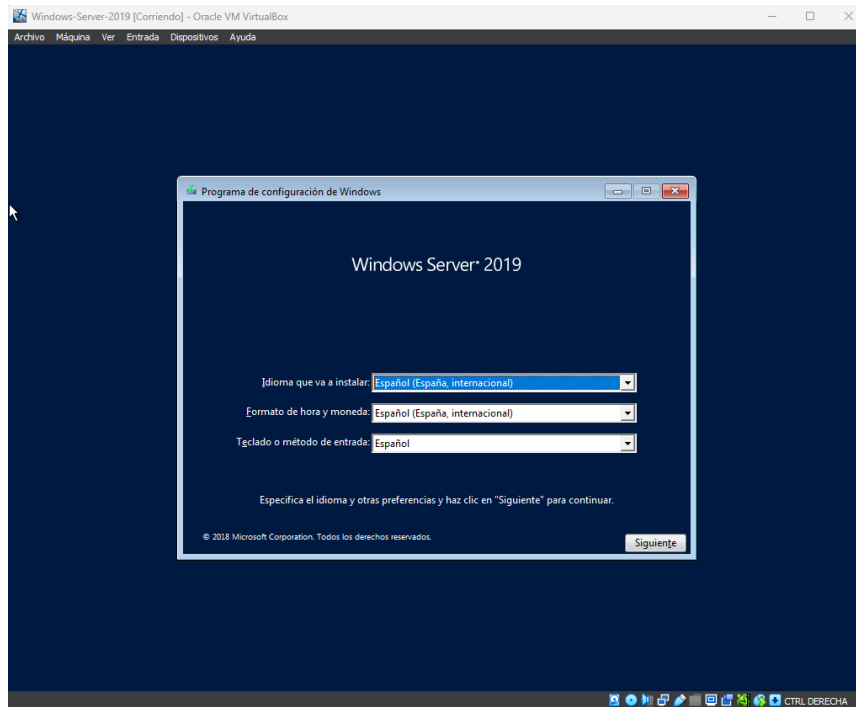 Windows-Server-2019 [Corriendo] - Oracle VM VirtualBox
Archivo Máquina Ver Entrada Dispositivos Ayuda
Programa de configuración de Windows
Windows Server® 2019
Idioma que va a instalar: Español (España, internacional)
Formato de hora y moneda: Español (España, internacional)
Teclado o método de entrada: Español
Especifica el idioma y otras preferencias y haz clic en "Siguiente" para continuar.
© 2018 Microsoft Corporation. Todos los derechos reservados.
Siguiente
CTRL DERECHA